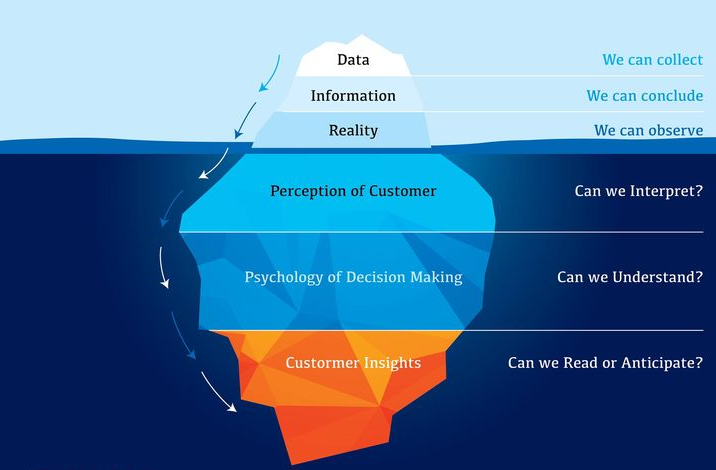 Data
We can collect
Information
We can conclude
Reality
We can observe
Perception of Customer
Can we Interpret?
Psychology of Decision Making
Can we Understand?
Custormer Insights
Can we Read or Anticipate?